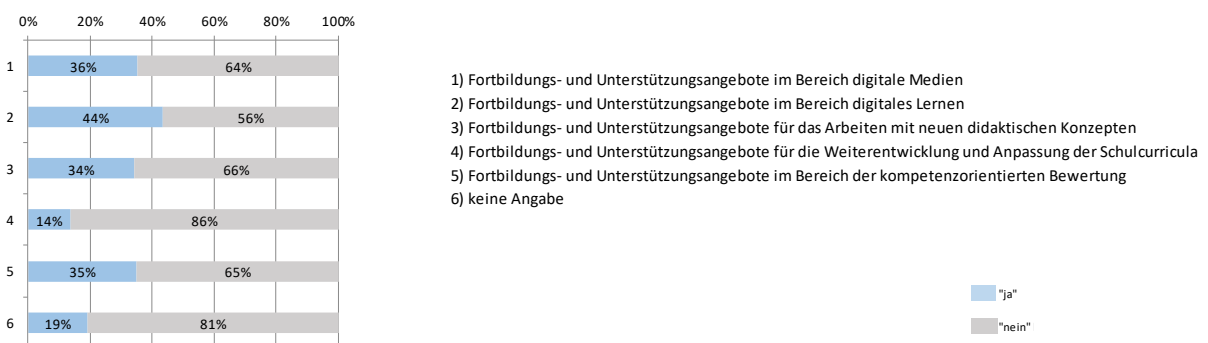 0% 20% 40% 60% 80% 100%
1 36% 64%
2 44% 56%
3 34% 66%
4 14% 86%
5 35% 65%
6 19% 81%
1) Fortbildungs- und Unterstützungsangebote im Bereich digitale Medien
2) Fortbildungs- und Unterstützungsangebote im Bereich digitales Lernen
3) Fortbildungs- und Unterstützungsangebote für das Arbeiten mit neuen didaktischen Konzepten
4) Fortbildungs- und Unterstützungsangebote für die Weiterentwicklung und Anpassung der Schulcurricula
5) Fortbildungs- und Unterstützungsangebote im Bereich der kompetenzorientierten Bewertung
6) keine Angabe
"ja"
"nein"